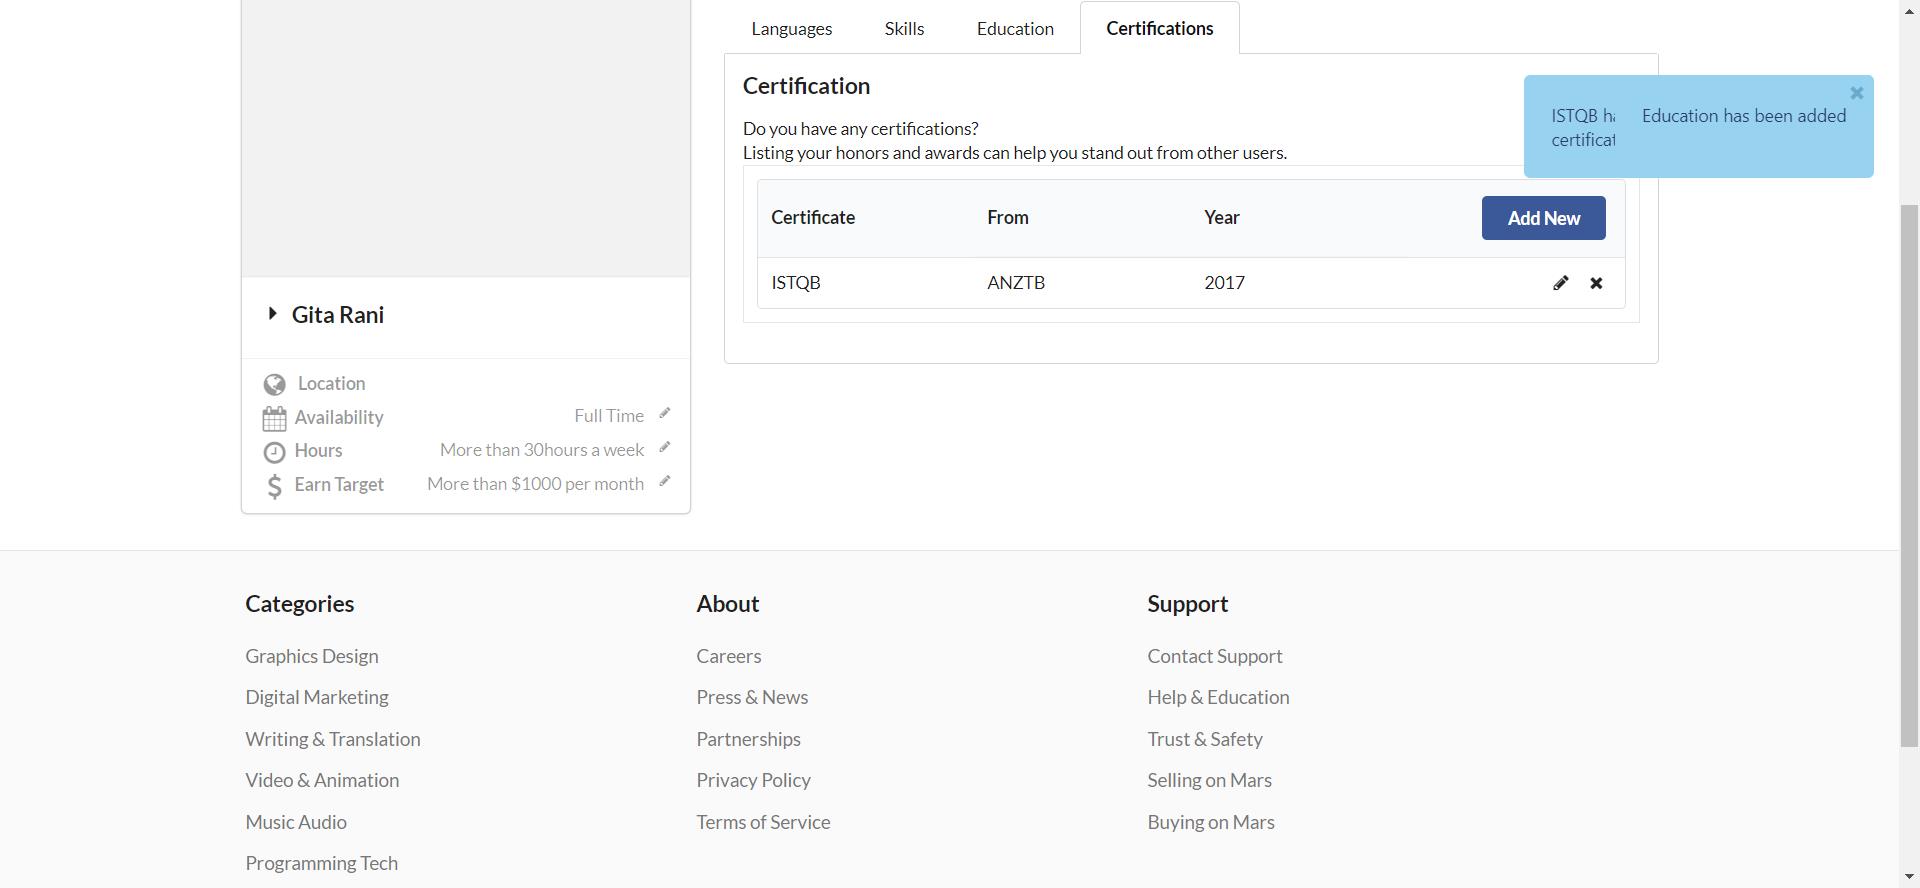 Languages Skills Education Certifications
Certification
Do you have any certifications?
Listing your honors and awards can help you stand out from other users.
ISTQB
Education has been added
Certificate From Year Add New
ISTQB ANZTB 2017
Gita Rani
Location
Availability Full Time
Hours More than 30hours a week
Earn Target More than $1000 per month
Categories
Graphics Design
Digital Marketing
Writing & Translation
Video & Animation
Music Audio
Programming Tech
About
Careers
Press & News
Partnerships
Privacy Policy
Terms of Service
Support
Contact Support
Help & Education
Trust & Safety
Selling on Mars
Buying on Mars